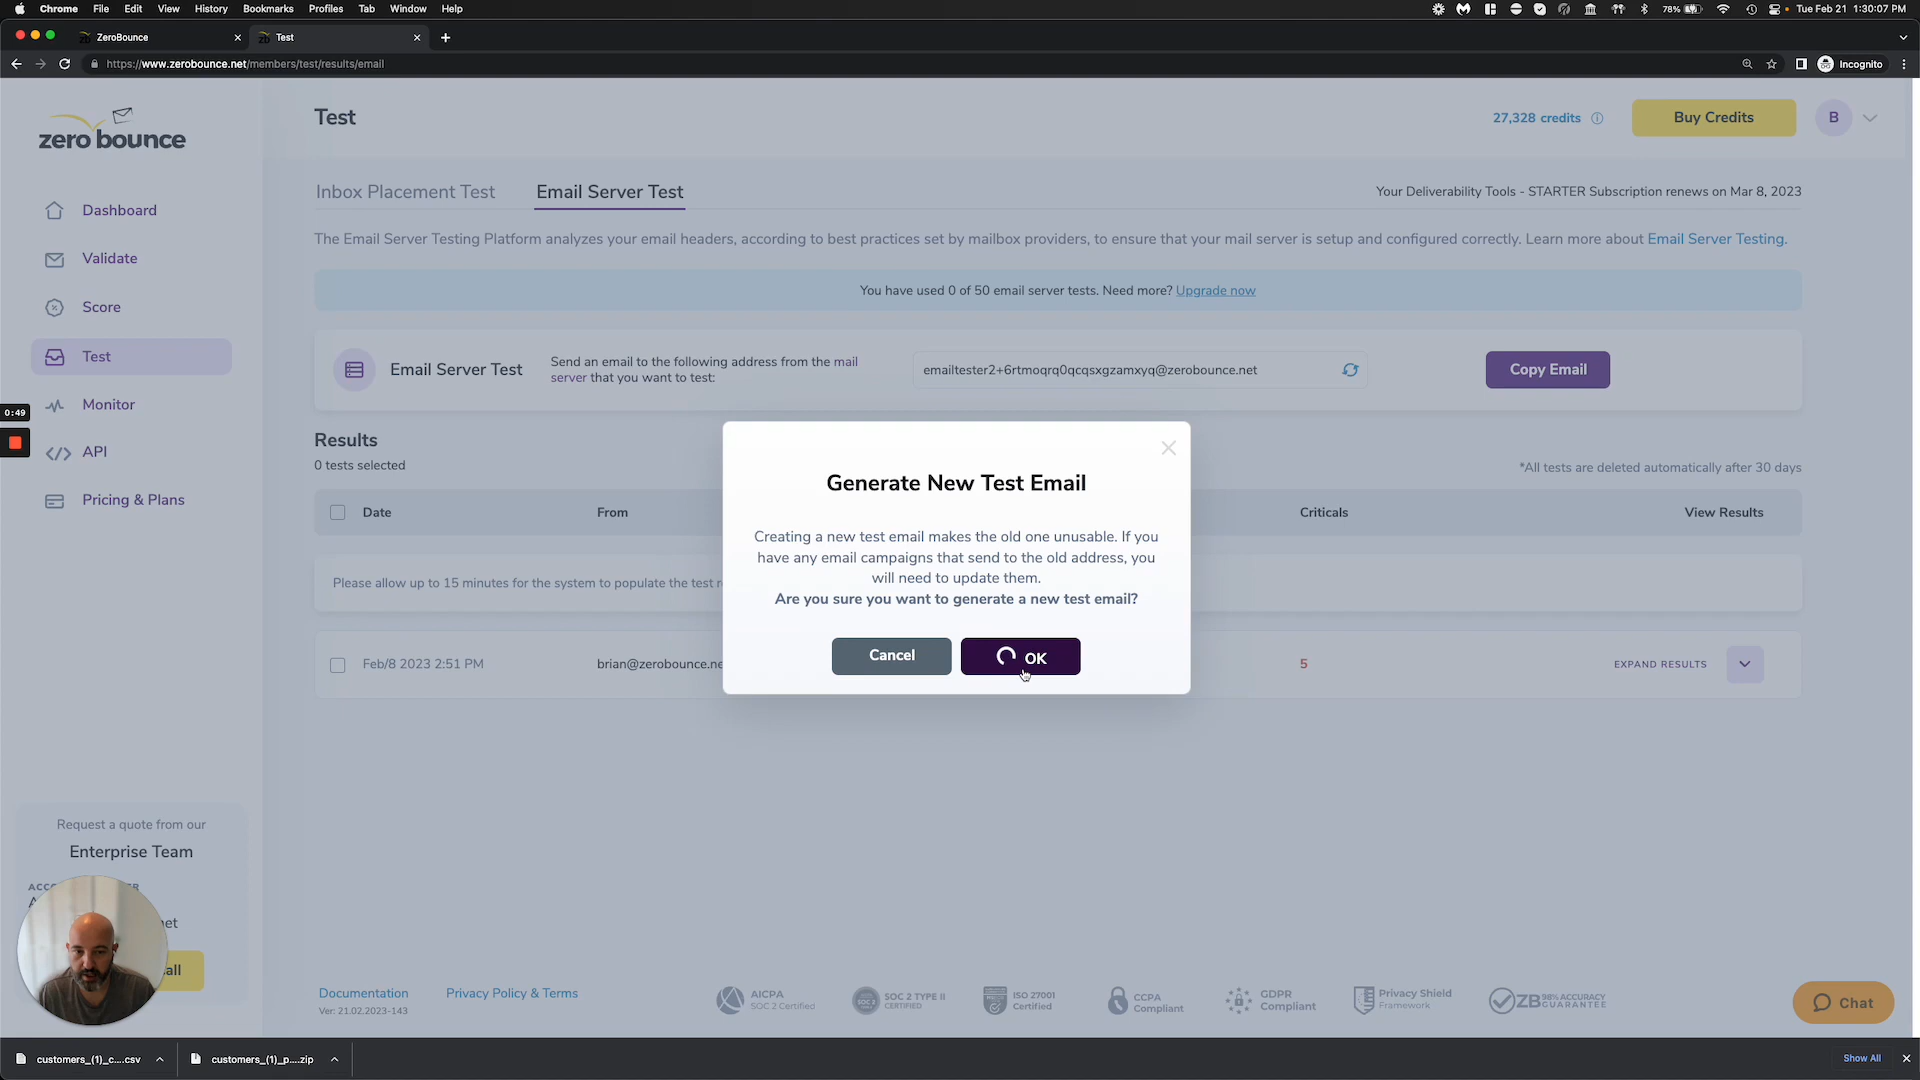 Chrome File Edit View History Bookmarks Profiles Tab Window Help
78% Tue Feb 21 1:30:07 PM
ZeroBounce
Test
https://www.zerobounce.net/members/test/results/email
Incognito
zero bounce
Test
27,328 credits
Buy Credits
B
Inbox Placement Test
Email Server Test
Your Deliverability Tools - STARTER Subscription renews on Mar 8, 2023
Dashboard
Validate
Score
Test
Monitor
API
Pricing & Plans
0:49
The Email Server Testing Platform analyzes your email headers, according to best practices set by mailbox providers, to ensure that your mail server is setup and configured correctly. Learn more about Email Server Testing.
You have used 0 of 50 email server tests. Need more? Upgrade now
Email Server Test
Send an email to the following address from the mail
server that you want to test:
emailtester2+6rtmoqrq0qcqsxgzamxyq@zerobounce.net
Copy Email
Results
0 tests selected
*All tests are deleted automatically after 30 days
Date
From
Criticals
View Results
Please allow up to 15 minutes for the system to populate the test r
Feb/8 2023 2:51 PM
brian@zerobounce.ne
5
EXPAND RESULTS
Generate New Test Email
Creating a new test email makes the old one unusable. If you
have any email campaigns that send to the old address, you
will need to update them.
Are you sure you want to generate a new test email?
Cancel
OK
Request a quote from our
Enterprise Team
Documentation
Ver: 21.02.2023-143
Privacy Policy & Terms
AICPA
SOC 2 Certified
SOC 2 TYPE II
CERTIFIED
ISO 27001
Certified
CCPA
Compliant
GDPR
Compliant
Privacy Shield
Framework
ZB 98% ACCURACY
GUARANTEE
Chat
customers_(1)_c....csv
customers_(1)_p....zip
Show All